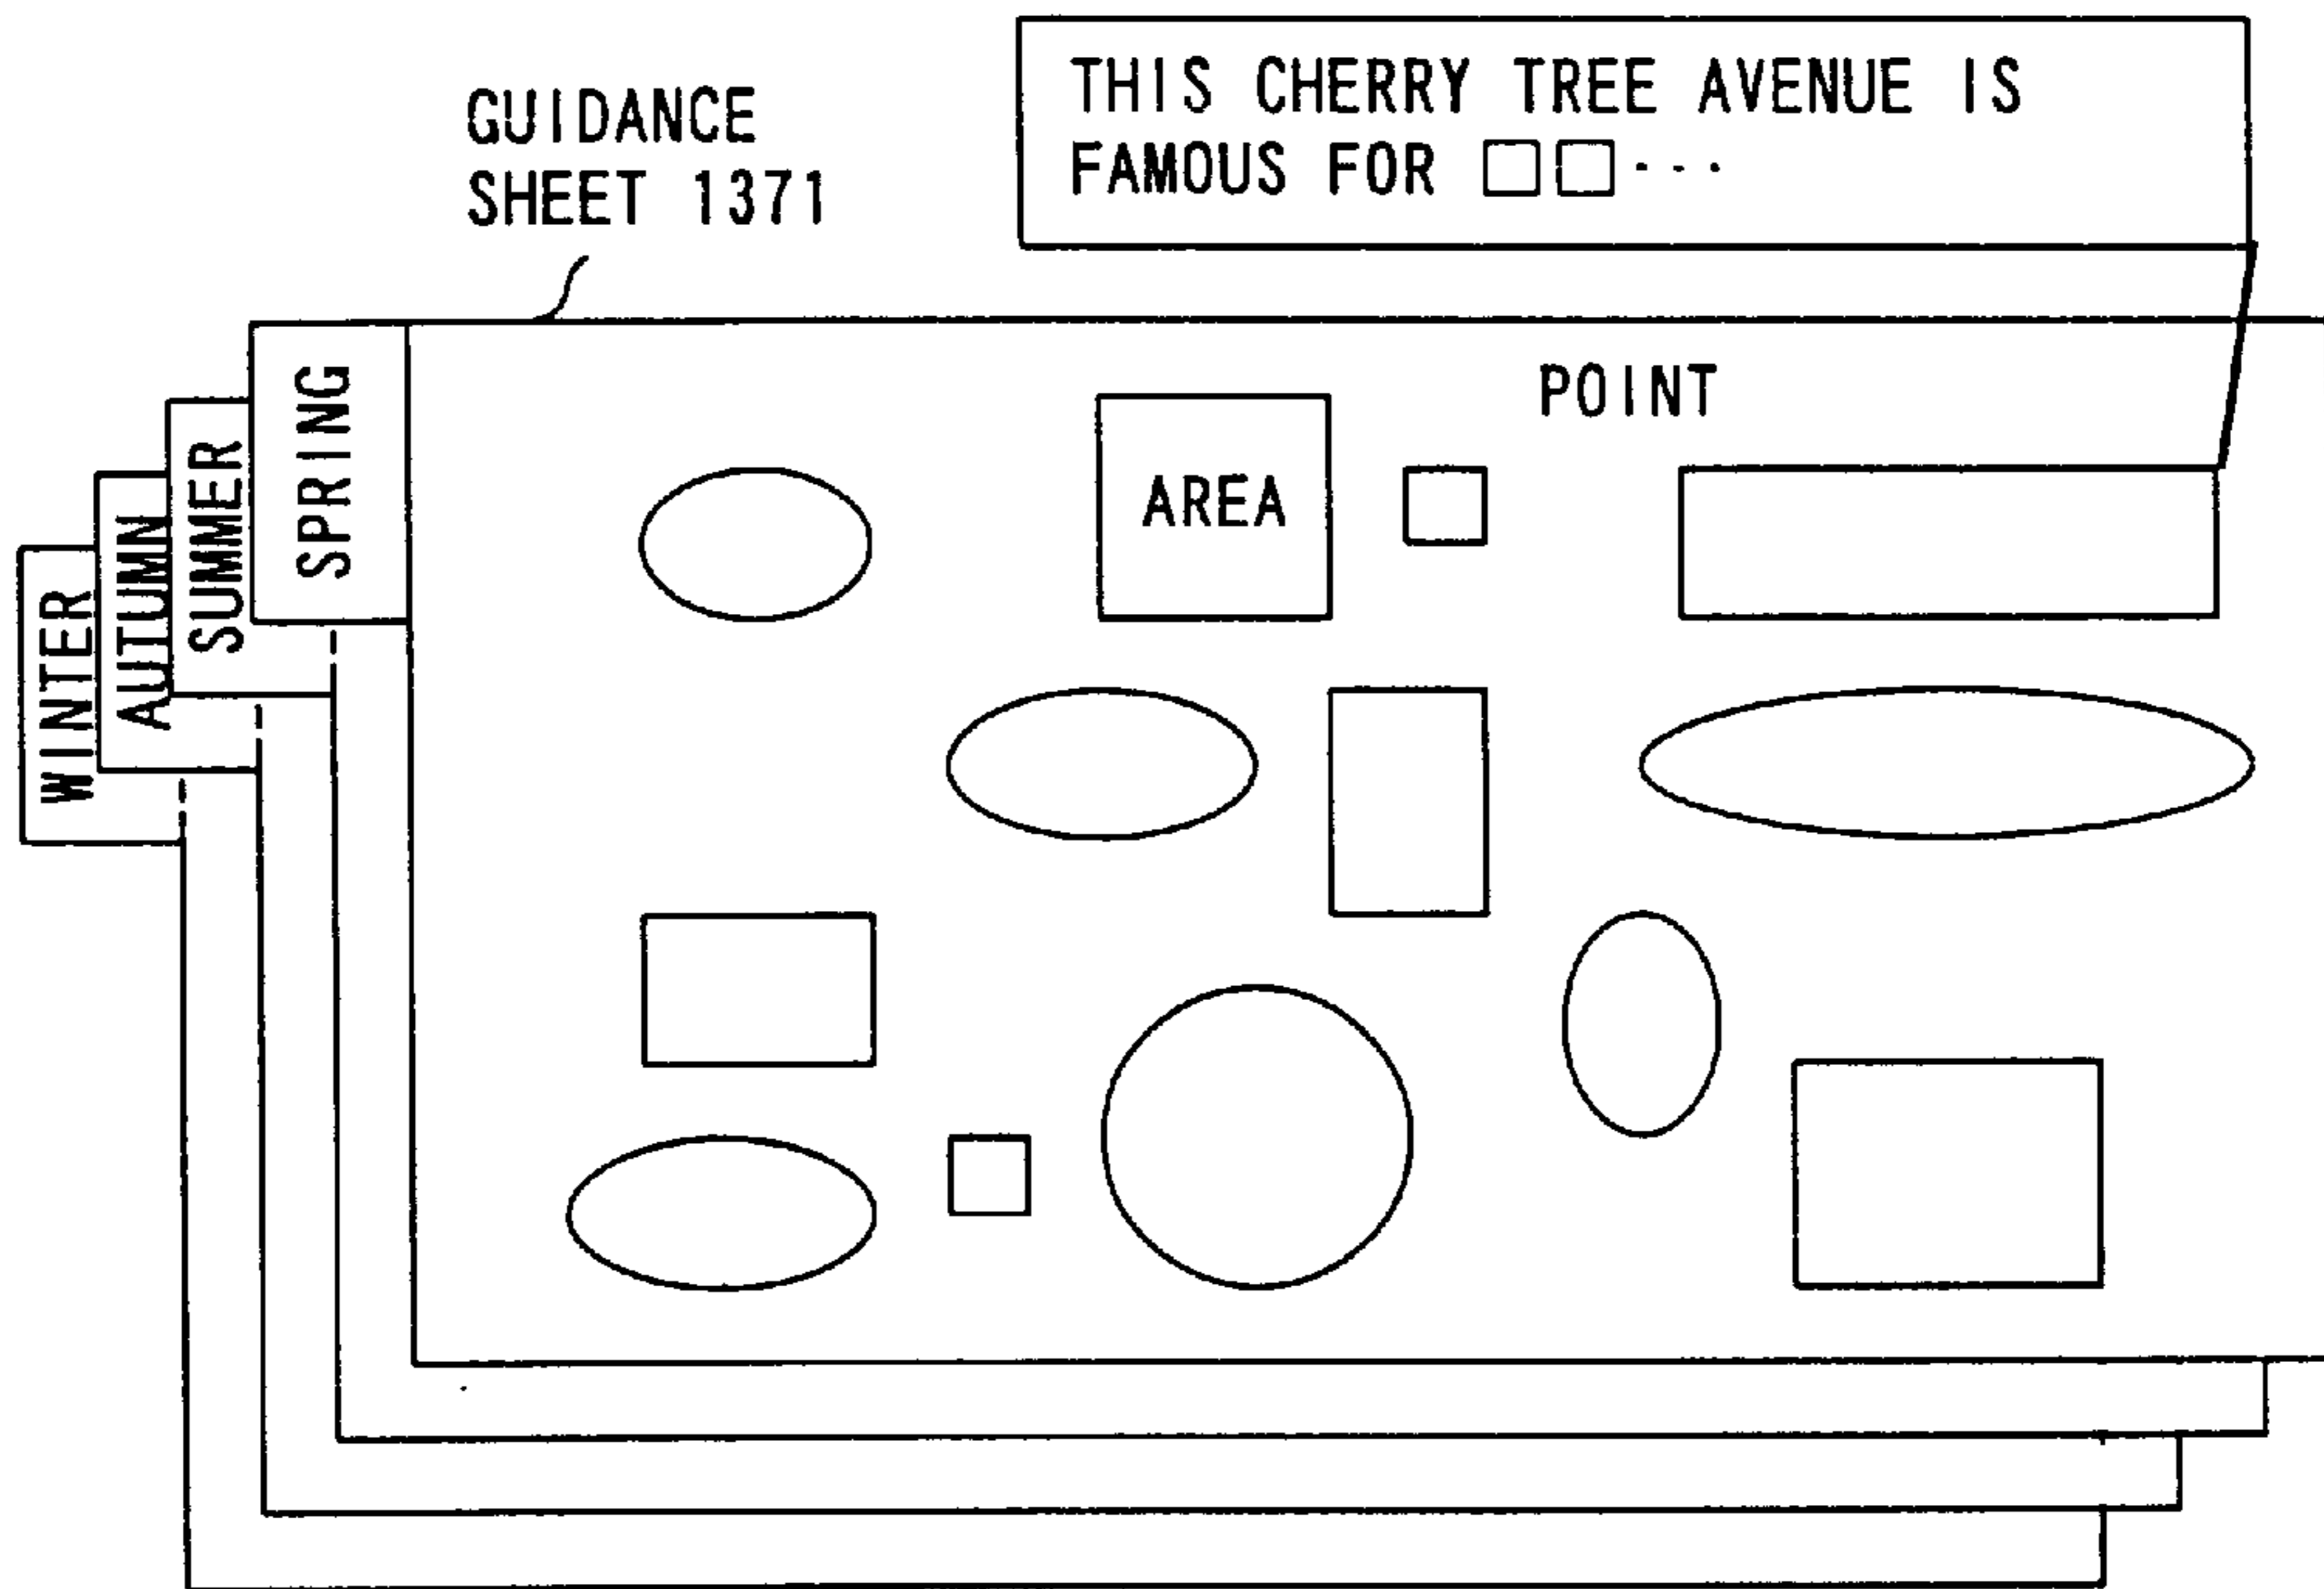 THIS CHERRY TREE AVENUE IS
FAMOUS FOR □□···
GUIDANCE
SHEET 1371
SPRING
SUMMER
AUTUMN
WINTER
POINT
AREA